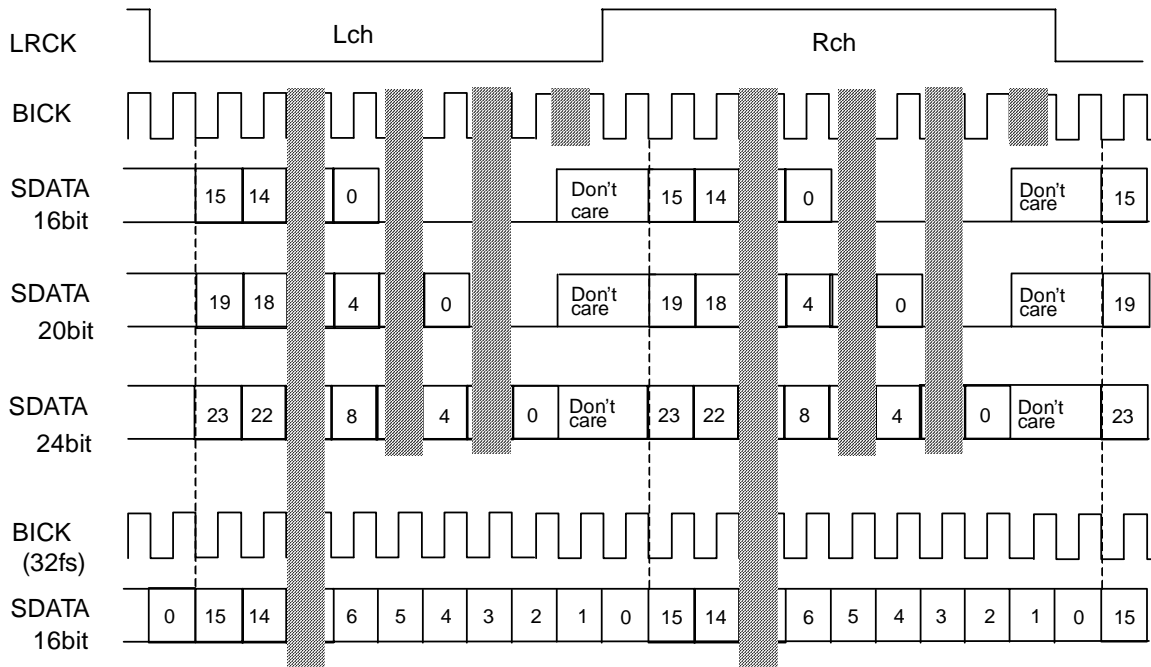 LRCK Lch Rch
BICK
SDATA 16bit 15 14 0 Don't care 15 14 0 Don't care 15
SDATA 20bit 19 18 4 0 Don't care 19 18 4 0 Don't care 19
SDATA 24bit 23 22 8 4 0 Don't care 23 22 8 4 0 Don't care 23
BICK (32fs)
SDATA 16bit 0 15 14 6 5 4 3 2 1 0 15 14 6 5 4 3 2 1 0 15